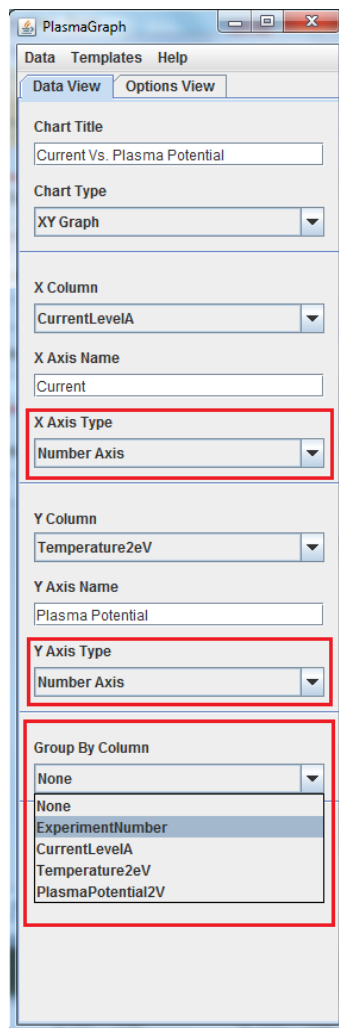 PlasmaGraph
Data Templates Help
Data View Options View
Chart Title
Current Vs. Plasma Potential
Chart Type
XY Graph
X Column
CurrentLevelA
X Axis Name
Current
X Axis Type
Number Axis
Y Column
Temperature2eV
Y Axis Name
Plasma Potential
Y Axis Type
Number Axis
Group By Column
None
None
ExperimentNumber
CurrentLevelA
Temperature2eV
PlasmaPotential2V